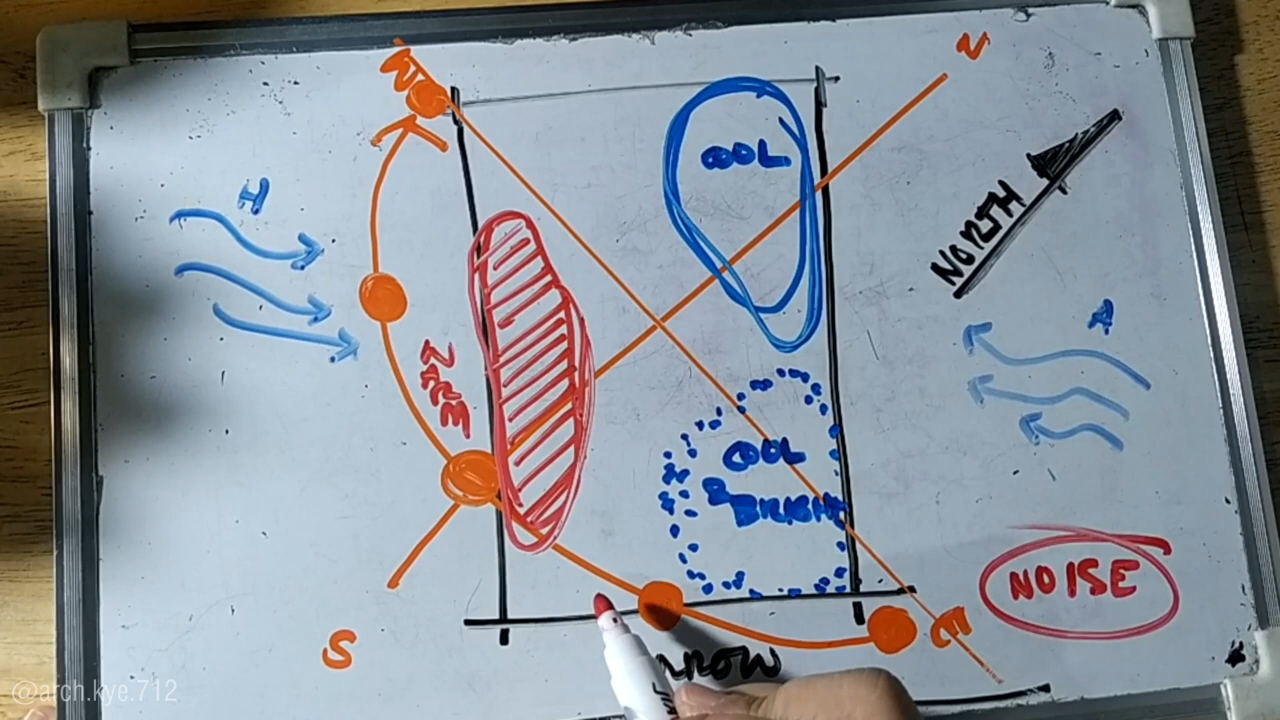 W
N
COOL
NORTH
H
A
WARM
COOL
&
BRIGHT
NOISE
E
S
@arch.kye.712